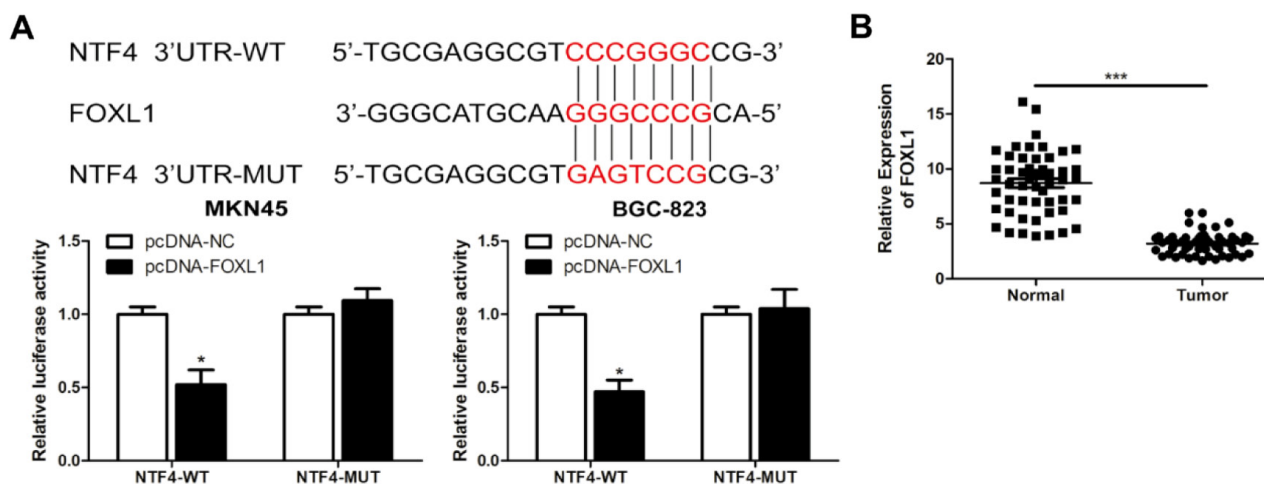 A
NTF4 3'UTR-WT 5'-TGCGAGGCGTCCCGGGCCG-3'
FOXL1 3'-GGGCATGCAAGGGCCCGCA-5'
NTF4 3'UTR-MUT 5'-TGCGAGGCGTGAGTCCGCG-3'
MKN45
1.5
1.0
0.5
0.0
Relative luciferase activity
pcDNA-NC
pcDNA-FOXL1
*
NTF4-WT
NTF4-MUT
BGC-823
1.5
1.0
0.5
0.0
Relative luciferase activity
pcDNA-NC
pcDNA-FOXL1
*
NTF4-WT
NTF4-MUT
B
20
15
10
5
0
Relative Expression
of FOXL1
***
Normal
Tumor